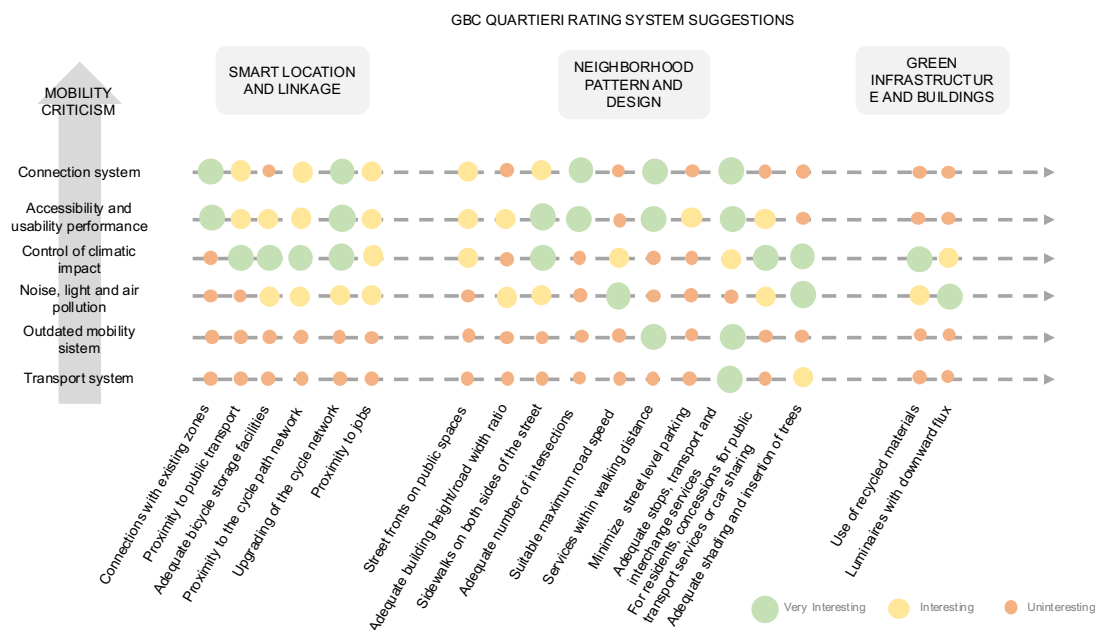 GBC QUARTIERI RATING SYSTEM SUGGESTIONS
SMART LOCATION
AND LINKAGE
NEIGHBORHOOD
PATTERN AND
DESIGN
GREEN
INFRASTRUCTUR
E AND BUILDINGS
MOBILITY
CRITICISM
Connection system
Accessibility and
usability performance
Control of climatic
impact
Noise, light and air
pollution
Outdated mobility
sistem
Transport system
Connections with existing zones
Proximity to public transport
Adequate bicycle storage facilities
Proximity to the cycle path network
Upgrading of the cycle network
Proximity to jobs
Street fronts on public spaces
Adequate building height/road width ratio
Sidewalks on both sides of the street
Adequate number of intersections
Suitable maximum road speed
Services within walking distance
Minimize street level parking
Adequate stops, transport and
interchange services
For residents, concessions for public
transport services or car sharing
Adequate shading and insertion of trees
Use of recycled materials
Luminaires with downward flux
Very Interesting
Interesting
Uninteresting